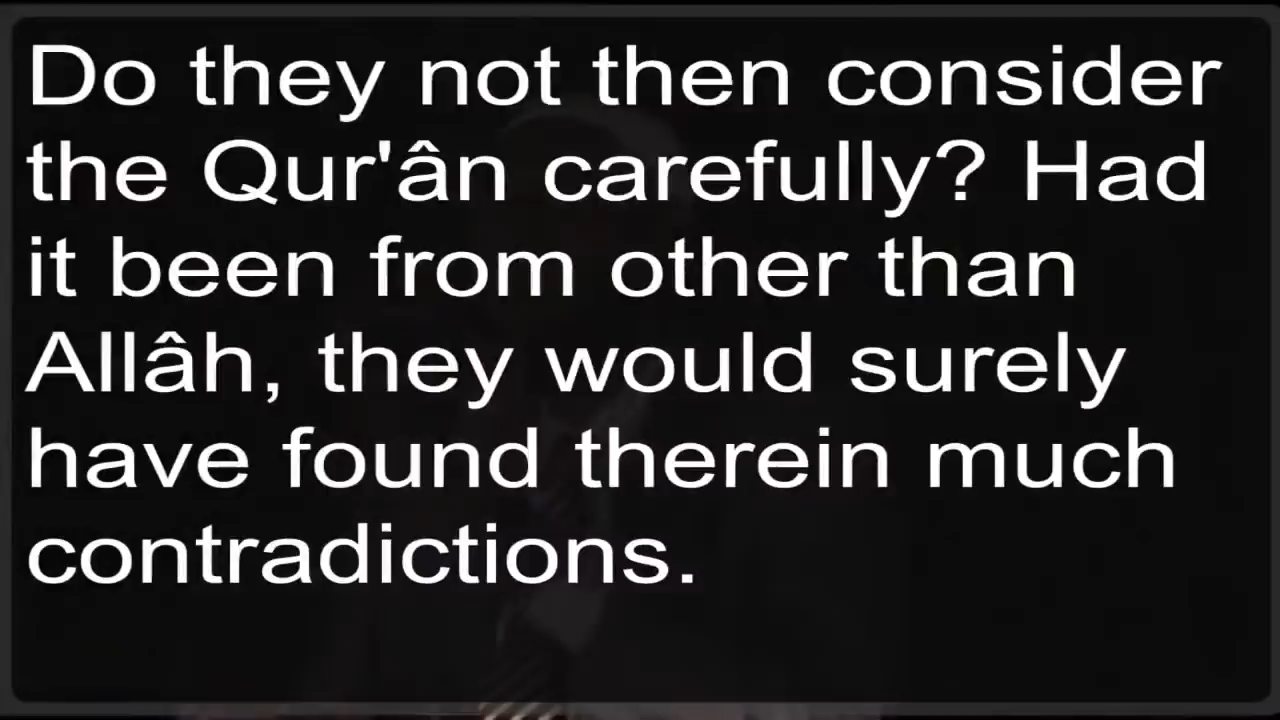 Do they not then consider
the Qur'ân carefully? Had
it been from other than
Allâh, they would surely
have found therein much
contradictions.